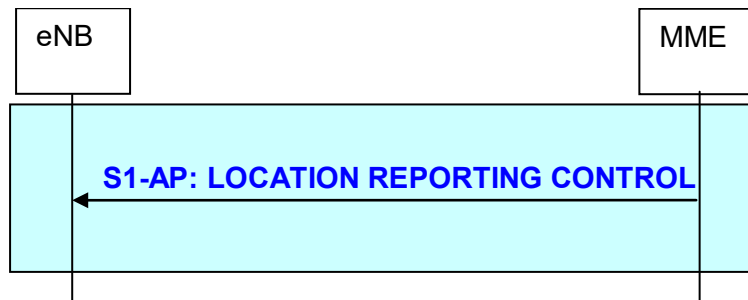 eNB
MME
S1-AP: LOCATION REPORTING CONTROL